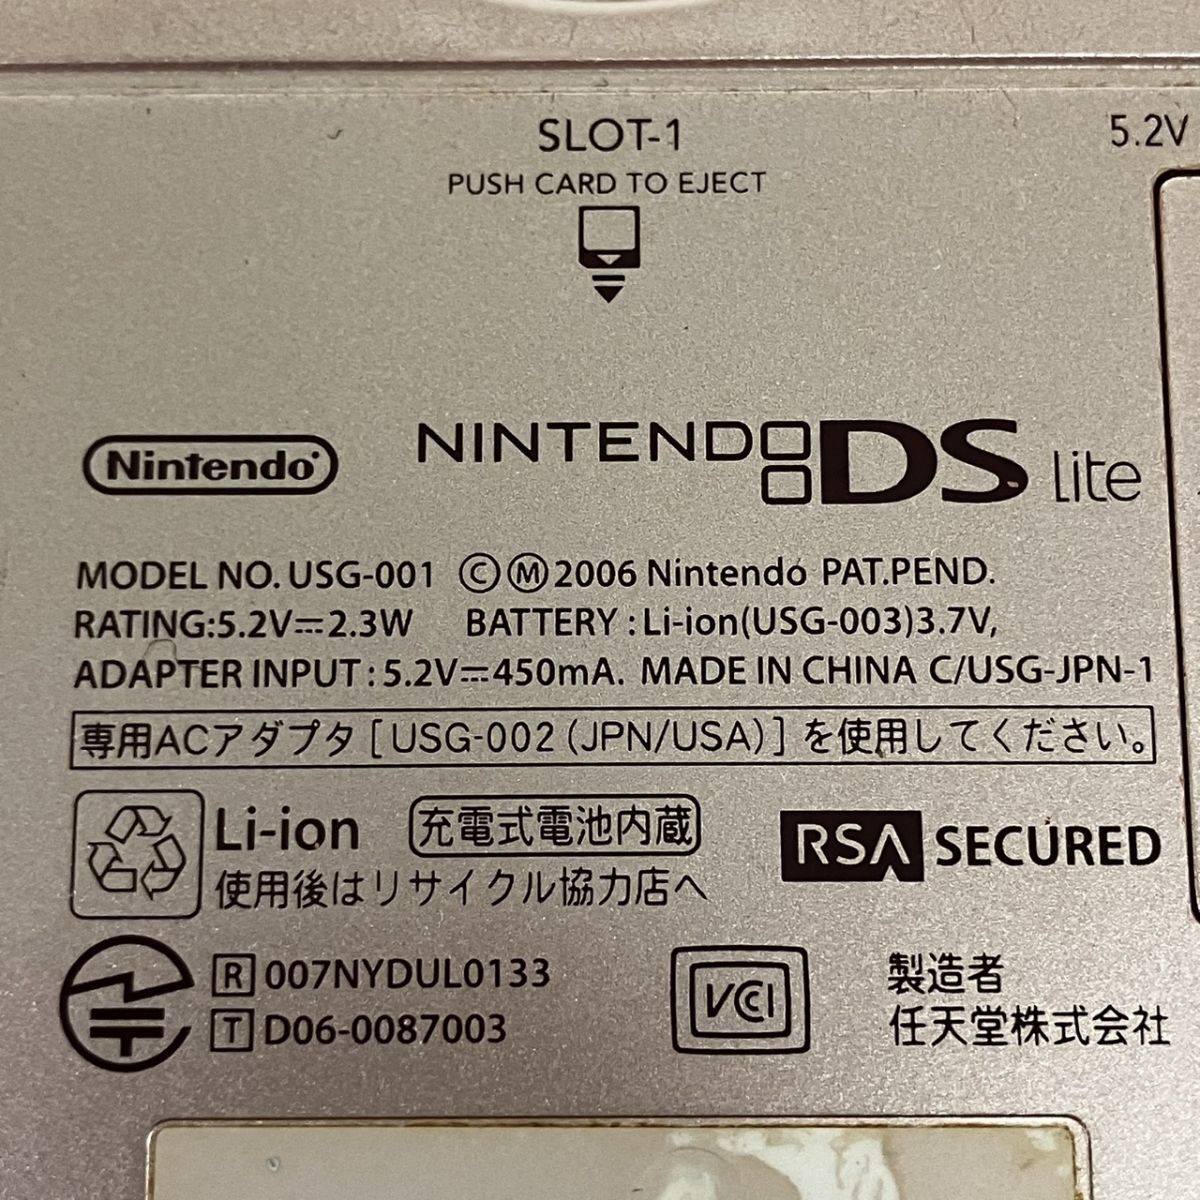 SLOT-1
5.2V
PUSH CARD TO EJECT
Nintendo
NINTENDO DS lite
MODEL NO. USG-001 ©Ⓜ2006 Nintendo PAT.PEND.
RATING:5.2V⎓2.3W BATTERY : Li-ion(USG-003)3.7V,
ADAPTER INPUT : 5.2V⎓450mA. MADE IN CHINA C/USG-JPN-1
専用ACアダプタ [USG-002 (JPN/USA)] を使用してください。
Li-ion 充電式電池内蔵
使用後はリサイクル協力店へ
RSA SECURED
R 007NYDUL0133
T D06-0087003
VCCI
製造者
任天堂株式会社